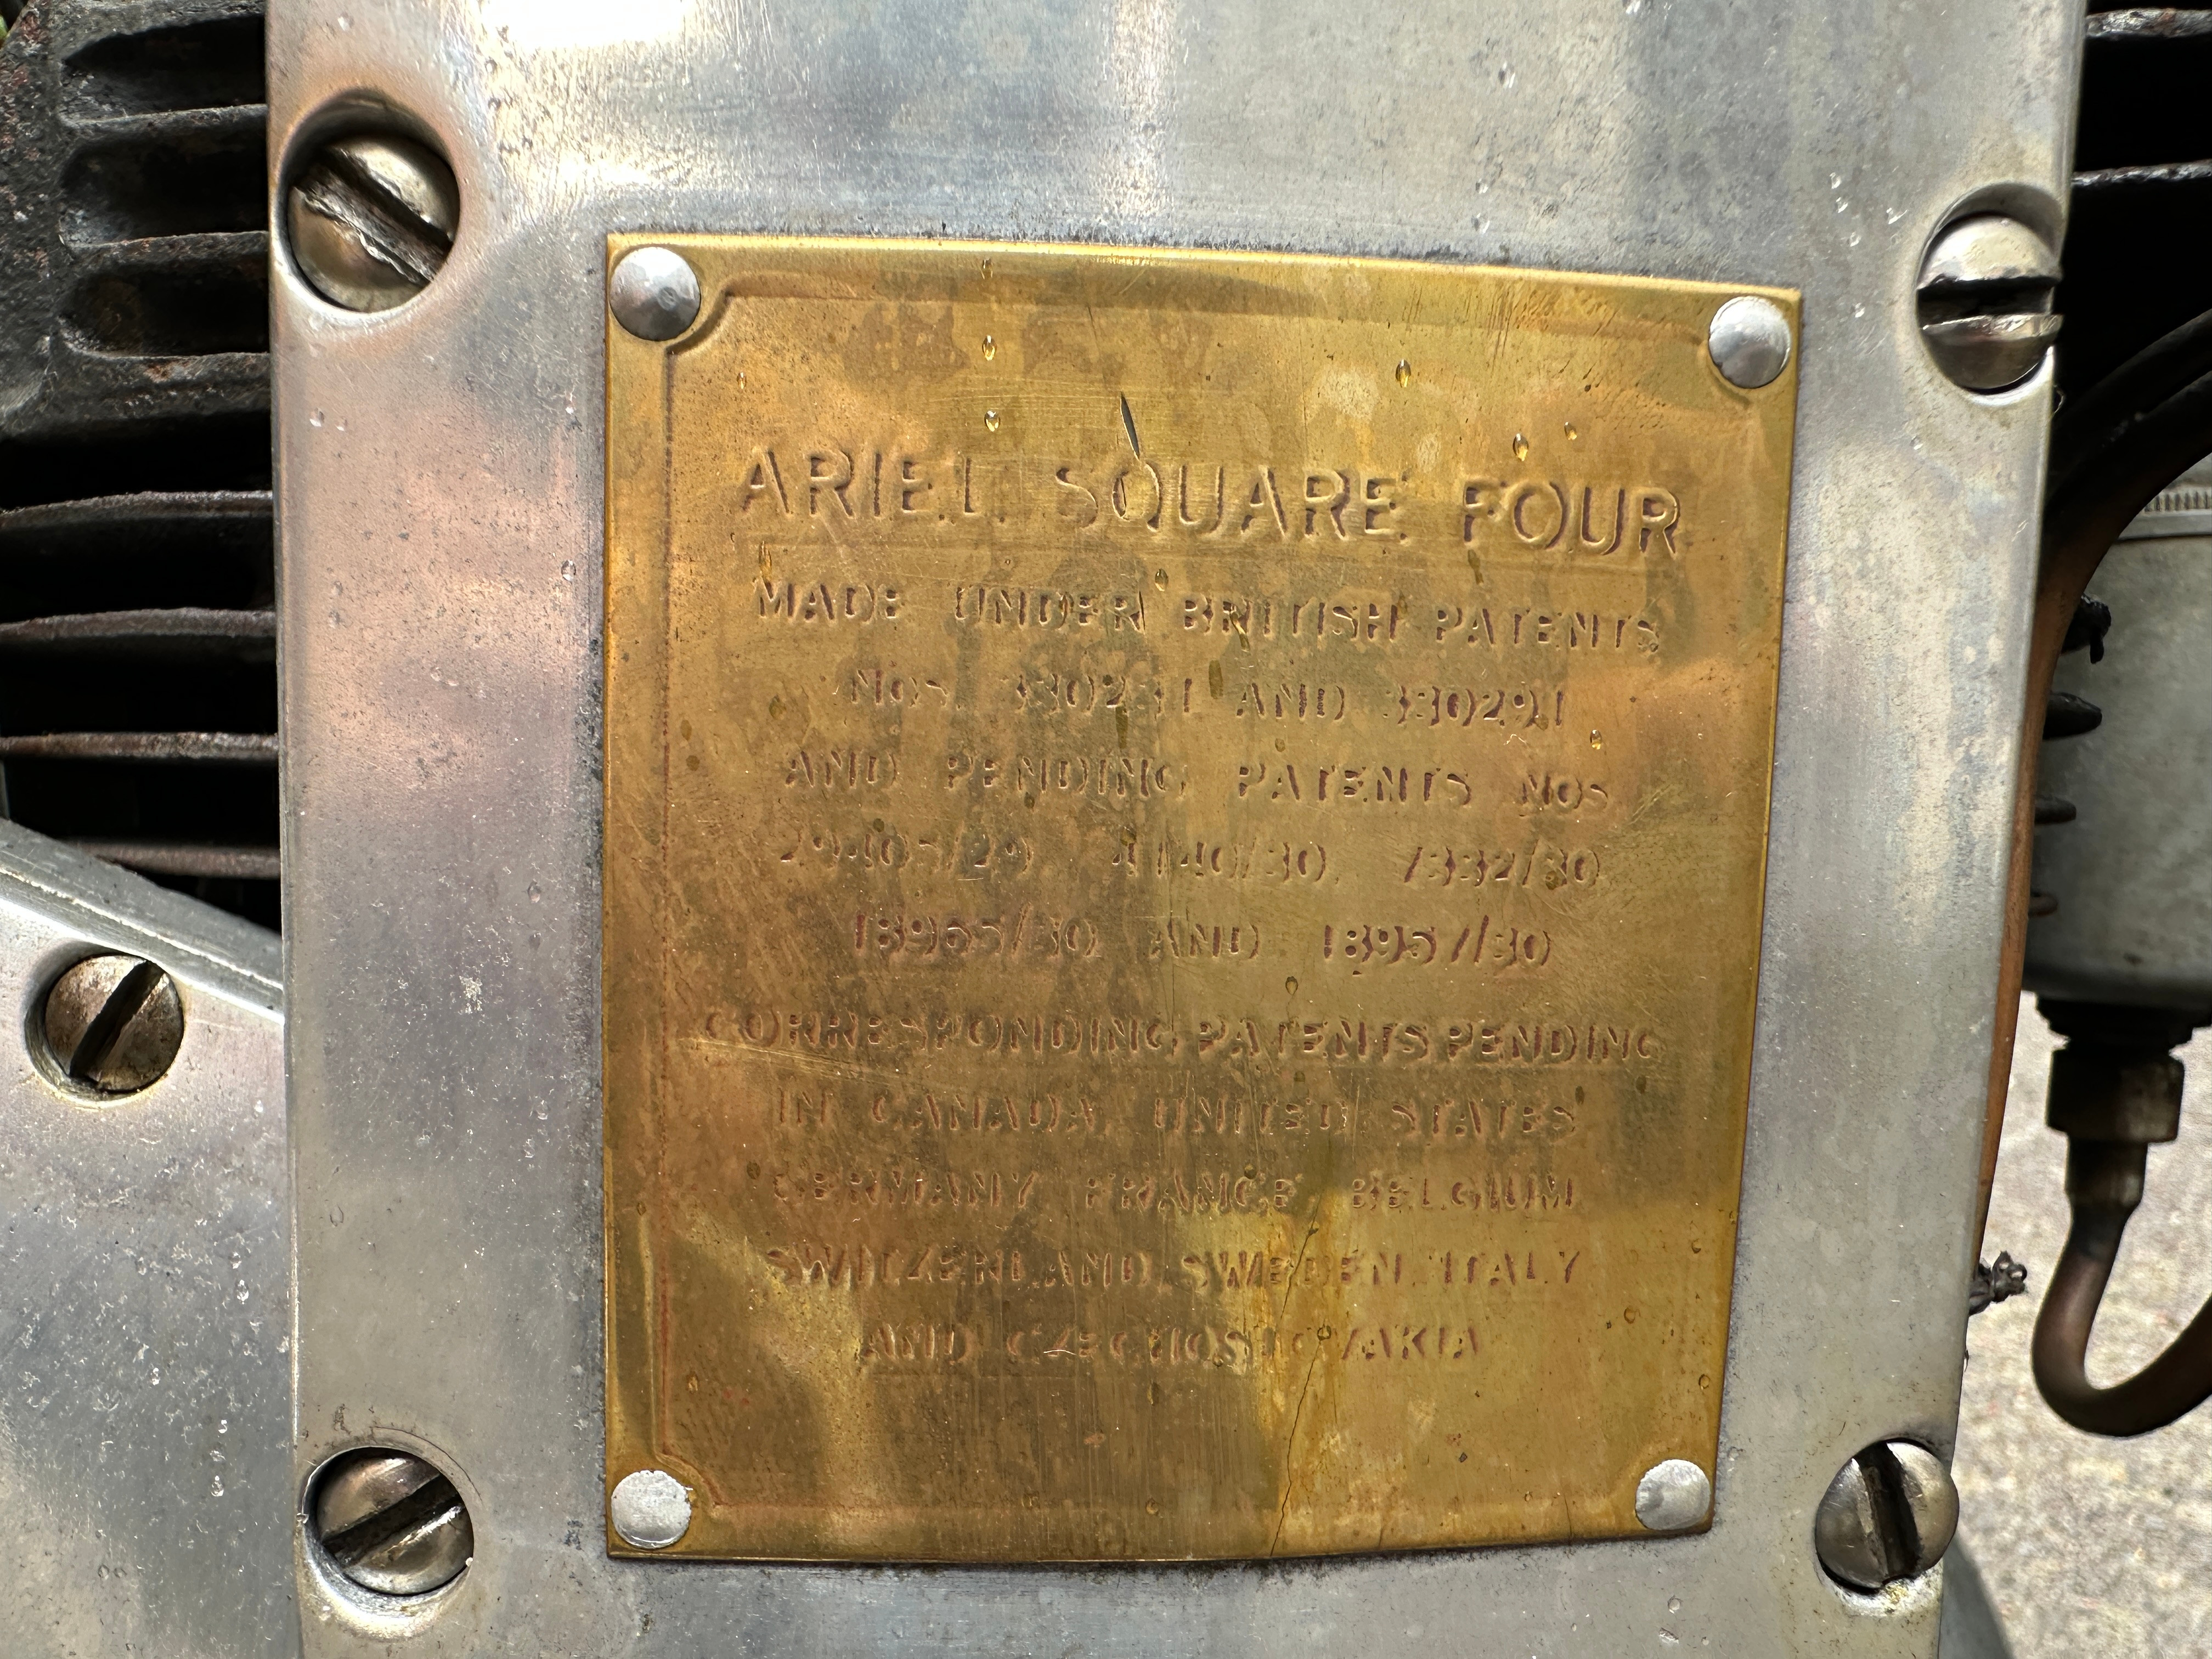 ARIEL SQUARE FOUR
MADE UNDER BRITISH PATENTS
NOS. 330231 AND 330291
AND PENDING PATENTS NOS
29405/29. 4140/30. 7332/30
18965/30 AND 18957/30
CORRESPONDING PATENTS PENDING
IN CANADA, UNITED STATES
GERMANY FRANCE BELGIUM
SWITZERLAND, SWEDEN, ITALY
AND CZECHOSLOVAKIA